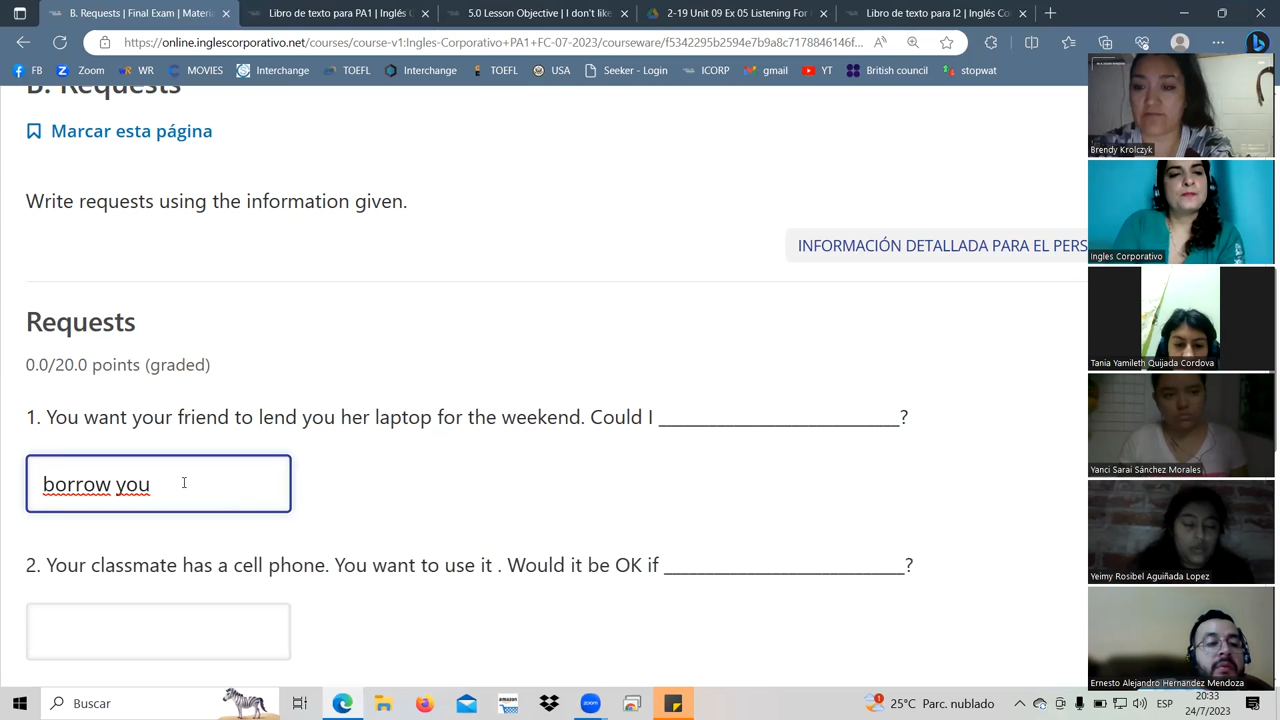 PA1 | Final Exam | Materia
Libro de texto para PA1 | Inglés C
5.0 Lesson Objective | I don't like
2-19 Unit 05 Ex 05 Listening For
Libro de texto para I2 | Inglés Co
https://online.inglescorporativo.net/courses/course-v1:Ingles-Corporativo+PA1+FC-07-2023/courseware/f5342295b2594e7b9a8c7178846146f...
FB
Zoom
WR
MOVIES
Interchange
TOEFL
Interchange
TOEFL
USA
Seeker - Login
ICORP
gmail
YT
British council
stopwat
B. Requests
Marcar esta página
Write requests using the information given.
INFORMACIÓN DETALLADA PARA EL PERS
Requests
0.0/20.0 points (graded)
1. You want your friend to lend you her laptop for the weekend. Could I ________________________?
borrow you
2. Your classmate has a cell phone. You want to use it . Would it be OK if ________________________?
Brendy Krolczyk
Ingles Corporativo
Tania Yamileth Quijada Cordova
Yanci Sarai Sánchez Morales
Yeimy Rosibel Aguiñada Lopez
Ernesto Alejandro Hernandez Mendoza
Buscar
amazon
zoom
1
25°C Parc. nublado
ESP
20:33
24/7/2023